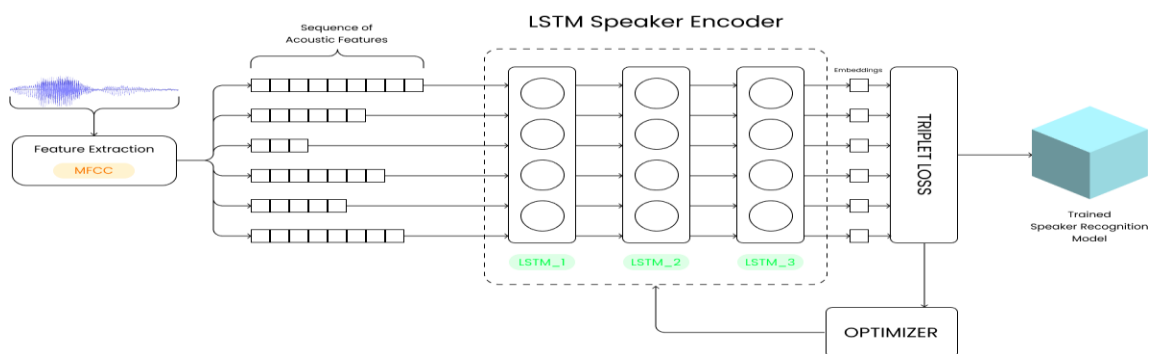 LSTM Speaker Encoder
Sequence of
Acoustic Features
Feature Extraction
MFCC
LSTM_1
LSTM_2
LSTM_3
Embeddings
TRIPLET LOSS
OPTIMIZER
Trained
Speaker Recognition
Model